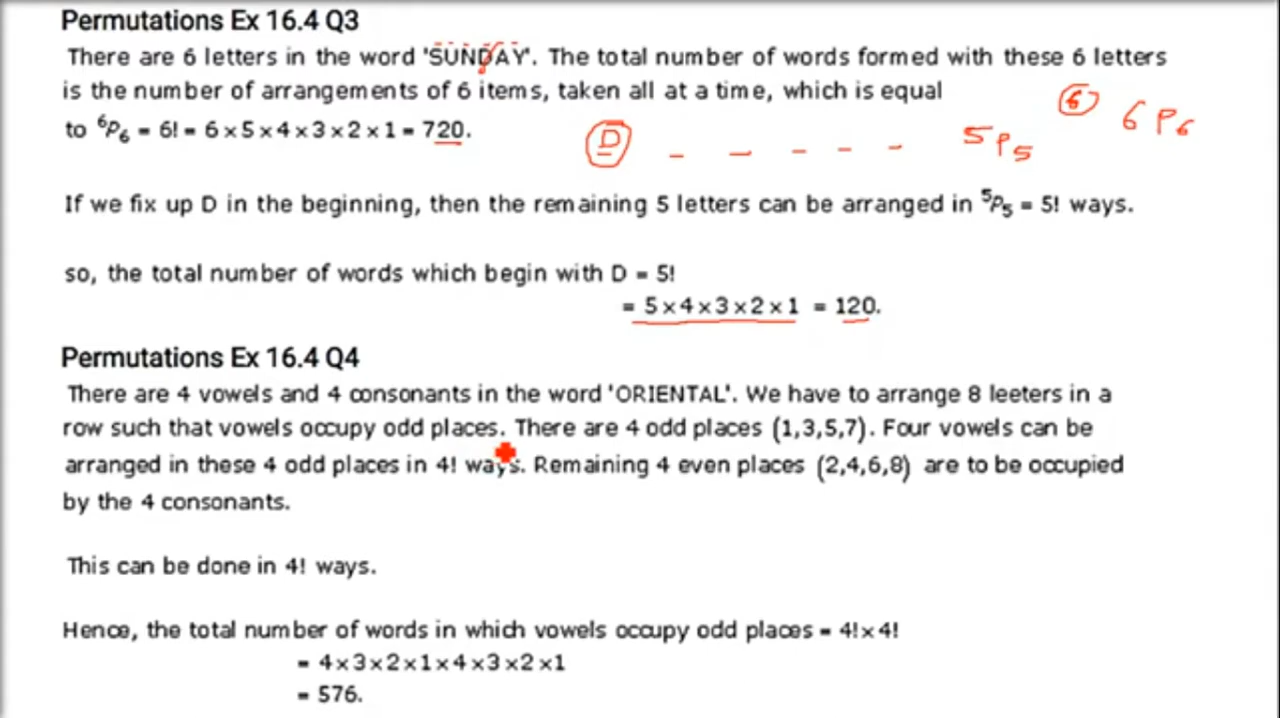 Permutations Ex 16.4 Q3
There are 6 letters in the word 'SUNDAY'. The total number of words formed with these 6 letters
is the number of arrangements of 6 items, taken all at a time, which is equal
to ⁶P₆ = 6! = 6×5×4×3×2×1 = 720.
D _ _ _ _ _ 5P5 6 6P6
If we fix up D in the beginning, then the remaining 5 letters can be arranged in ⁵P₅ = 5! ways.
so, the total number of words which begin with D = 5!
= 5×4×3×2×1 = 120.
Permutations Ex 16.4 Q4
There are 4 vowels and 4 consonants in the word 'ORIENTAL'. We have to arrange 8 leeters in a
row such that vowels occupy odd places. There are 4 odd places (1,3,5,7). Four vowels can be
arranged in these 4 odd places in 4! ways. Remaining 4 even places (2,4,6,8) are to be occupied
by the 4 consonants.
This can be done in 4! ways.
Hence, the total number of words in which vowels occupy odd places = 4!×4!
= 4×3×2×1×4×3×2×1
= 576.